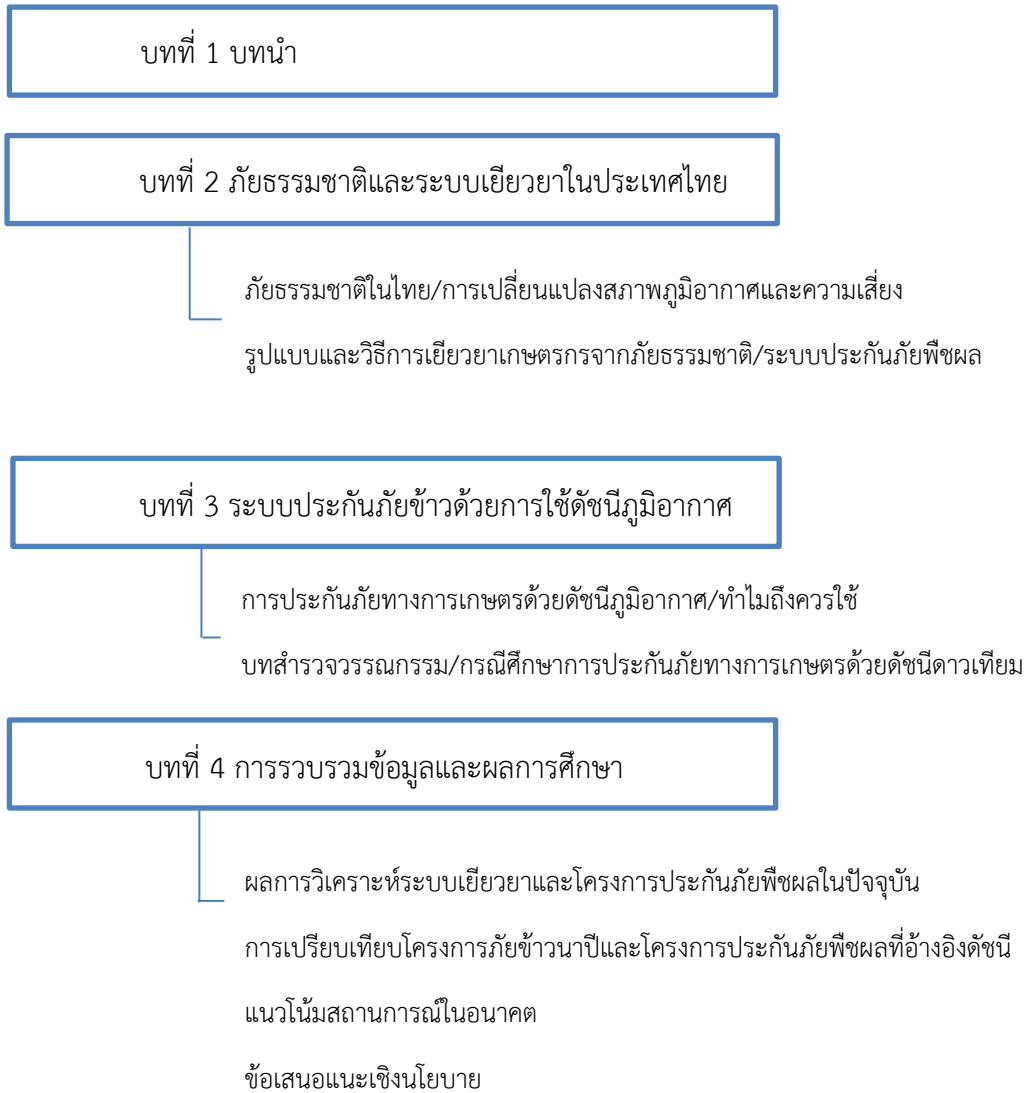 บทที่ 1 บทนำ
บทที่ 2 ภัยธรรมชาติและระบบเยียวยาในประเทศไทย
ภัยธรรมชาติในไทย/การเปลี่ยนแปลงสภาพภูมิอากาศและความเสี่ยง
รูปแบบและวิธีการเยียวยาเกษตรกรจากภัยธรรมชาติ/ระบบประกันภัยพืชผล
บทที่ 3 ระบบประกันภัยข้าวด้วยการใช้ดัชนีภูมิอากาศ
การประกันภัยทางการเกษตรด้วยดัชนีภูมิอากาศ/ทำไมถึงควรใช้
บทสำรวจวรรณกรรม/กรณีศึกษาการประกันภัยทางการเกษตรด้วยดัชนีดาวเทียม
บทที่ 4 การรวบรวมข้อมูลและผลการศึกษา
ผลการวิเคราะห์ระบบเยียวยาและโครงการประกันภัยพืชผลในปัจจุบัน
การเปรียบเทียบโครงการภัยข้าวนาปีและโครงการประกันภัยพืชผลที่อ้างอิงดัชนี
แนวโน้มสถานการณ์ในอนาคต
ข้อเสนอแนะเชิงนโยบาย